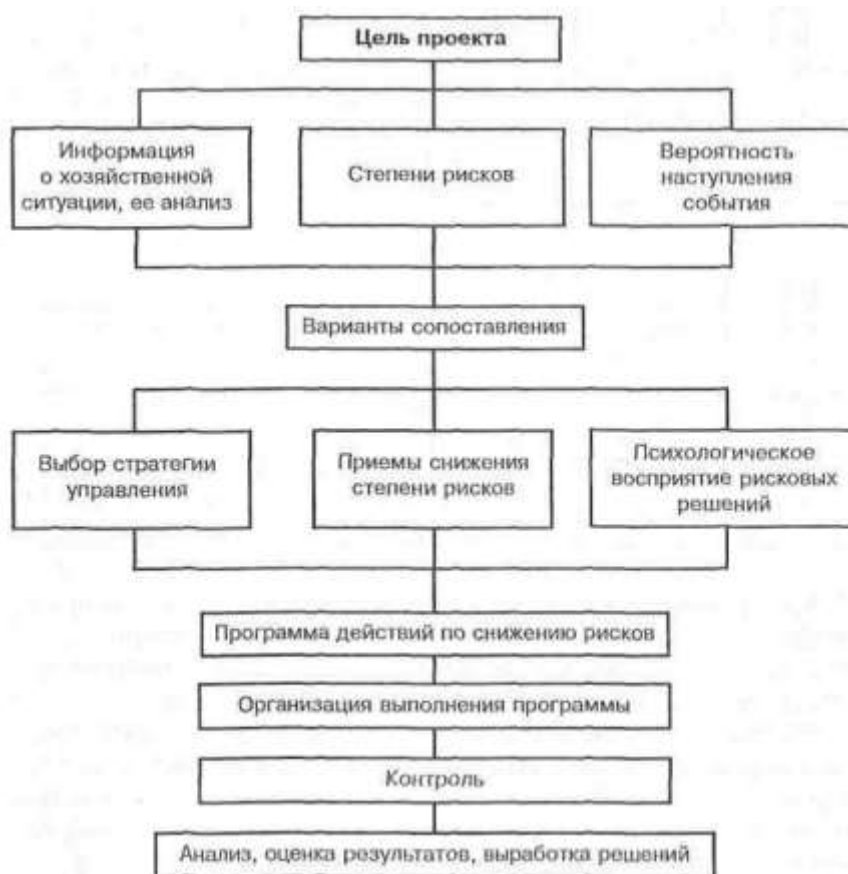 Цель проекта
Информация
о хозяйственной
ситуации, ее анализ
Степени рисков
Вероятность
наступления
события
Варианты сопоставления
Выбор стратегии
управления
Приемы снижения
степени рисков
Психологическое
восприятие рисковых
решений
Программа действий по снижению рисков
Организация выполнения программы
Контроль
Анализ, оценка результатов, выработка решений